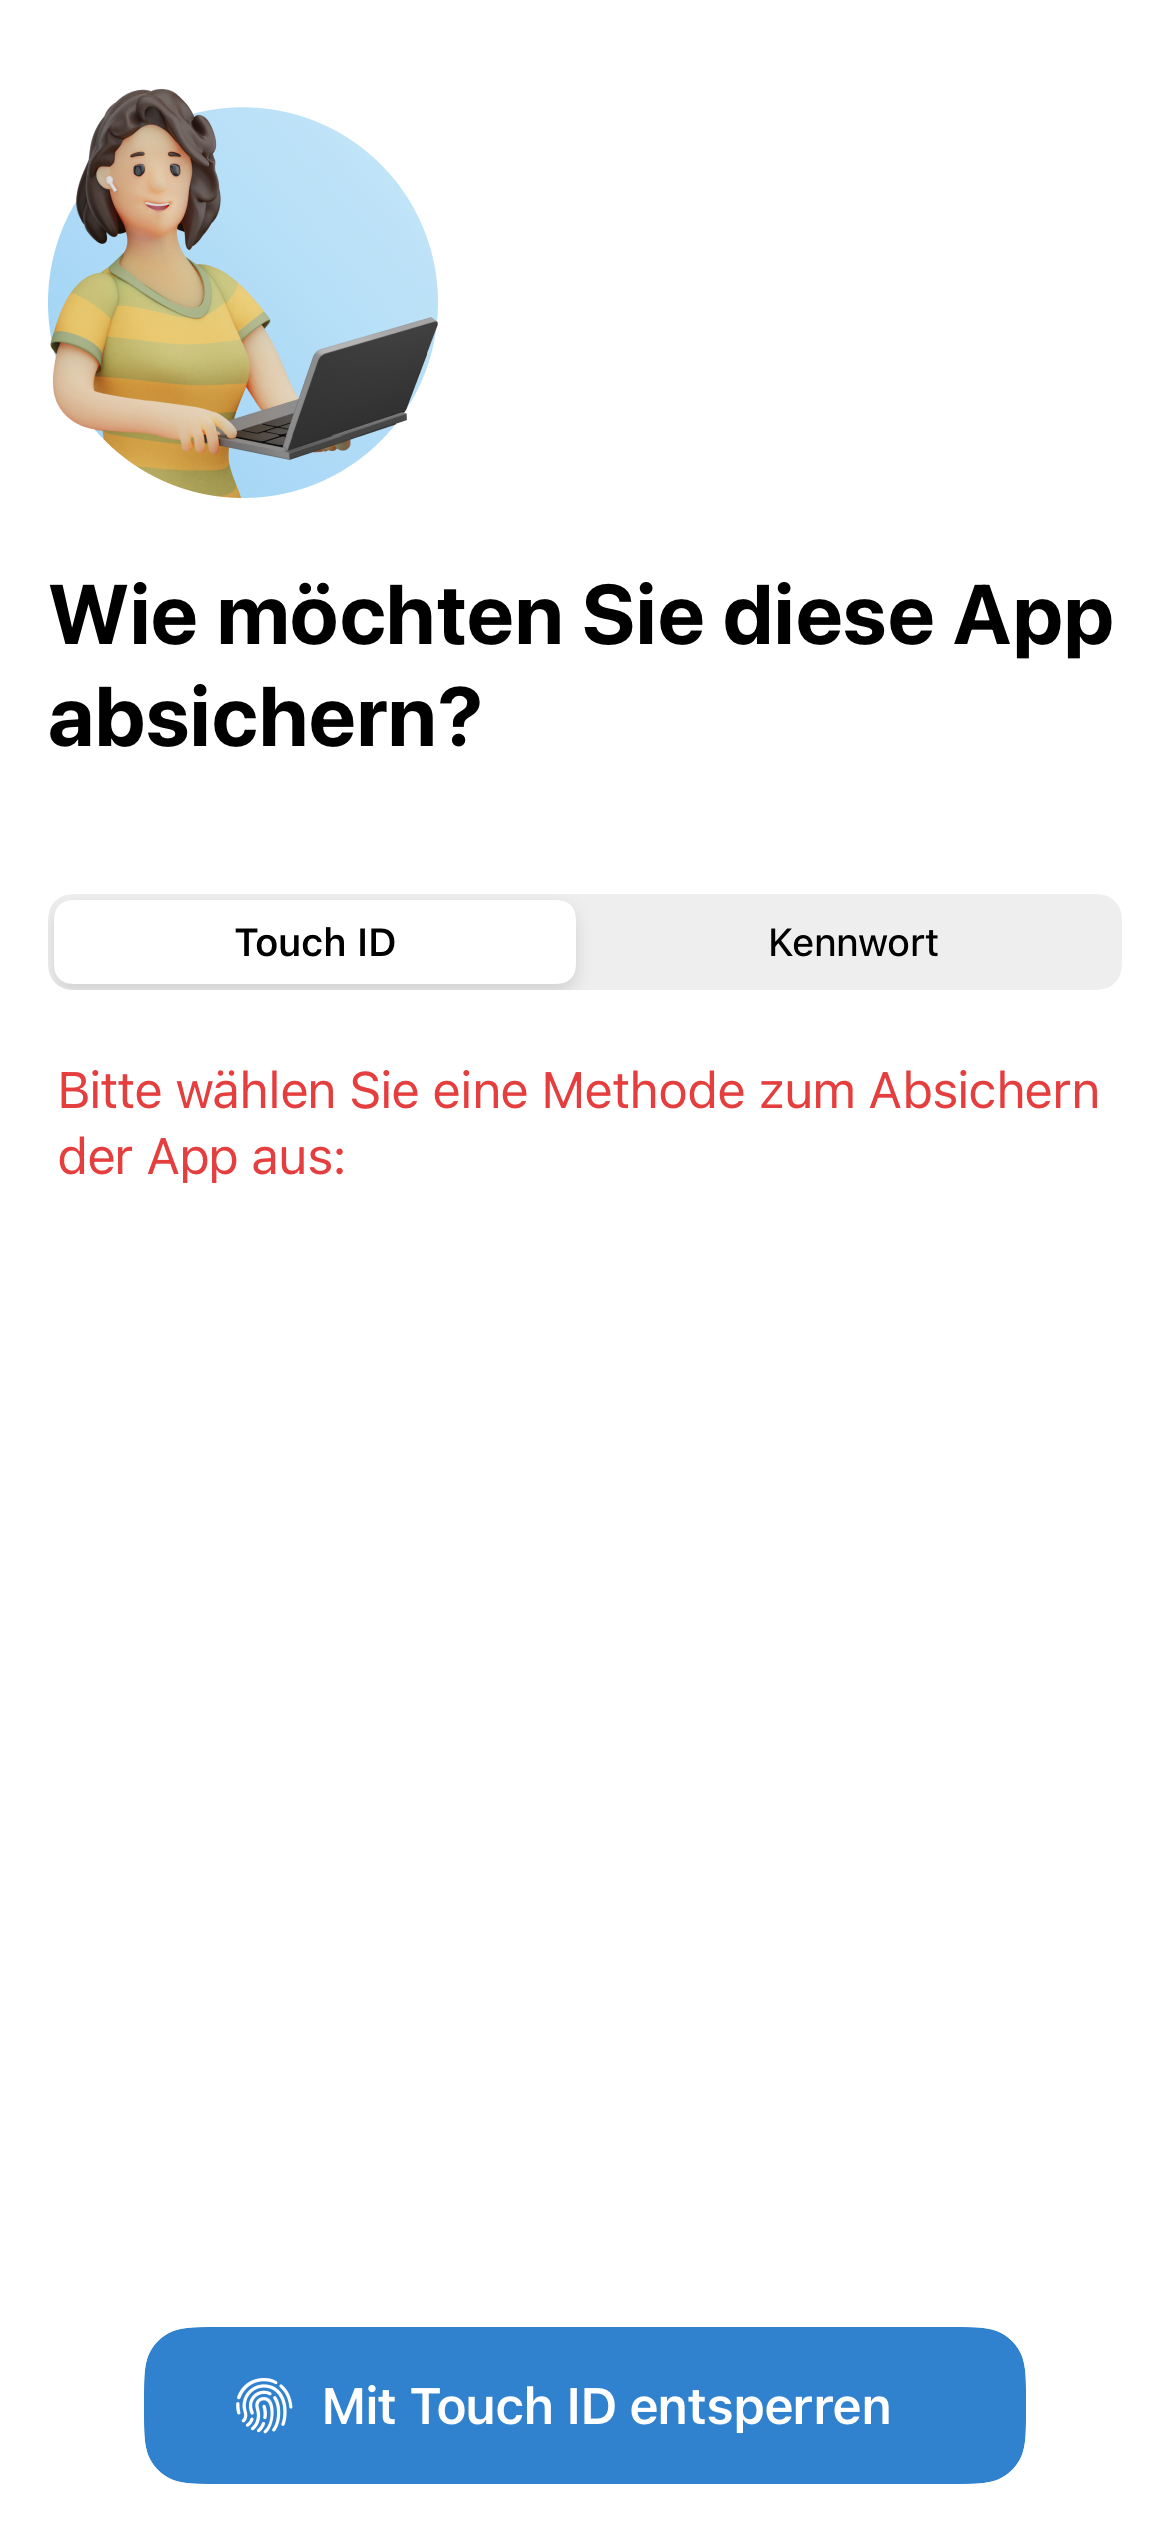 Wie möchten Sie diese App
absichern?
Touch ID
Kennwort
Bitte wählen Sie eine Methode zum Absichern
der App aus:
Mit Touch ID entsperren